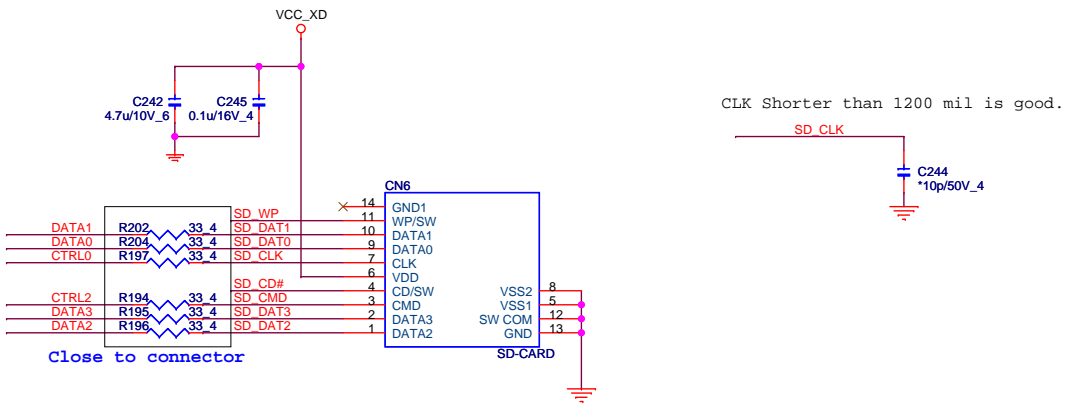 VCC_XD
C242
4.7u/10V_6
C245
0.1u/16V_4
CLK Shorter than 1200 mil is good.
SD_CLK
C244
*10p/50V_4
CN6
14 GND1
SD_WP 11 WP/SW
DATA1 R202 33_4 SD_DAT1 10 DATA1
DATA0 R204 33_4 SD_DAT0 9 DATA0
CTRL0 R197 33_4 SD_CLK 7 CLK
6 VDD
SD_CD# 4 CD/SW VSS2 8
CTRL2 R194 33_4 SD_CMD 3 CMD VSS1 5
DATA3 R195 33_4 SD_DAT3 2 DATA3 SW COM 12
DATA2 R196 33_4 SD_DAT2 1 DATA2 GND 13
Close to connector
SD-CARD